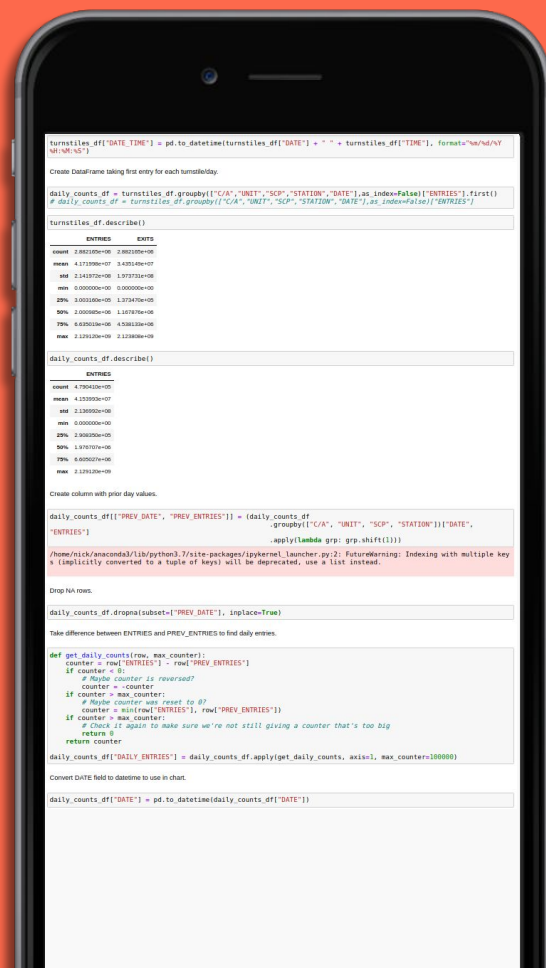 turnstiles_df["DATE_TIME"] = pd.to_datetime(turnstiles_df["DATE"] + " " + turnstiles_df["TIME"], format="%m/%d/%Y
%H:%M:%S")
Create DataFrame taking first entry for each turnstile/day.
daily_counts_df = turnstiles_df.groupby(["C/A","UNIT","SCP","STATION","DATE"],as_index=False)["ENTRIES"].first()
# daily_counts_df = turnstiles_df.groupby(["C/A","UNIT","SCP","STATION","DATE"],as_index=False)["ENTRIES"]
turnstiles_df.describe()
ENTRIES EXITS
count 2.882165e+06 2.882165e+06
mean 4.171998e+07 3.435149e+07
std 2.141972e+08 1.973731e+08
min 0.000000e+00 0.000000e+00
25% 3.003160e+05 1.373470e+05
50% 2.000985e+06 1.167876e+06
75% 6.635019e+06 4.538133e+06
max 2.129120e+09 2.123808e+09
daily_counts_df.describe()
ENTRIES
count 4.790410e+05
mean 4.153993e+07
std 2.136992e+08
min 0.000000e+00
25% 2.908350e+05
50% 1.976707e+06
75% 6.605027e+06
max 2.129120e+09
Create column with prior day values.
daily_counts_df[["PREV_DATE", "PREV_ENTRIES"]] = (daily_counts_df
.groupby(["C/A", "UNIT", "SCP", "STATION"])["DATE",
"ENTRIES"]
.apply(lambda grp: grp.shift(1)))
/home/nick/anaconda3/lib/python3.7/site-packages/ipykernel_launcher.py:2: FutureWarning: Indexing with multiple key
s (implicitly converted to a tuple of keys) will be deprecated, use a list instead.
Drop NA rows.
daily_counts_df.dropna(subset=["PREV_DATE"], inplace=True)
Take difference between ENTRIES and PREV_ENTRIES to find daily entries.
def get_daily_counts(row, max_counter):
counter = row["ENTRIES"] - row["PREV_ENTRIES"]
if counter < 0:
# Maybe counter is reversed?
counter = -counter
if counter > max_counter:
# Maybe counter was reset to 0?
counter = min(row["ENTRIES"], row["PREV_ENTRIES"])
if counter > max_counter:
# Check it again to make sure we're not still giving a counter that's too big
return 0
return counter
daily_counts_df["DAILY_ENTRIES"] = daily_counts_df.apply(get_daily_counts, axis=1, max_counter=100000)
Convert DATE field to datetime to use in chart.
daily_counts_df["DATE"] = pd.to_datetime(daily_counts_df["DATE"])